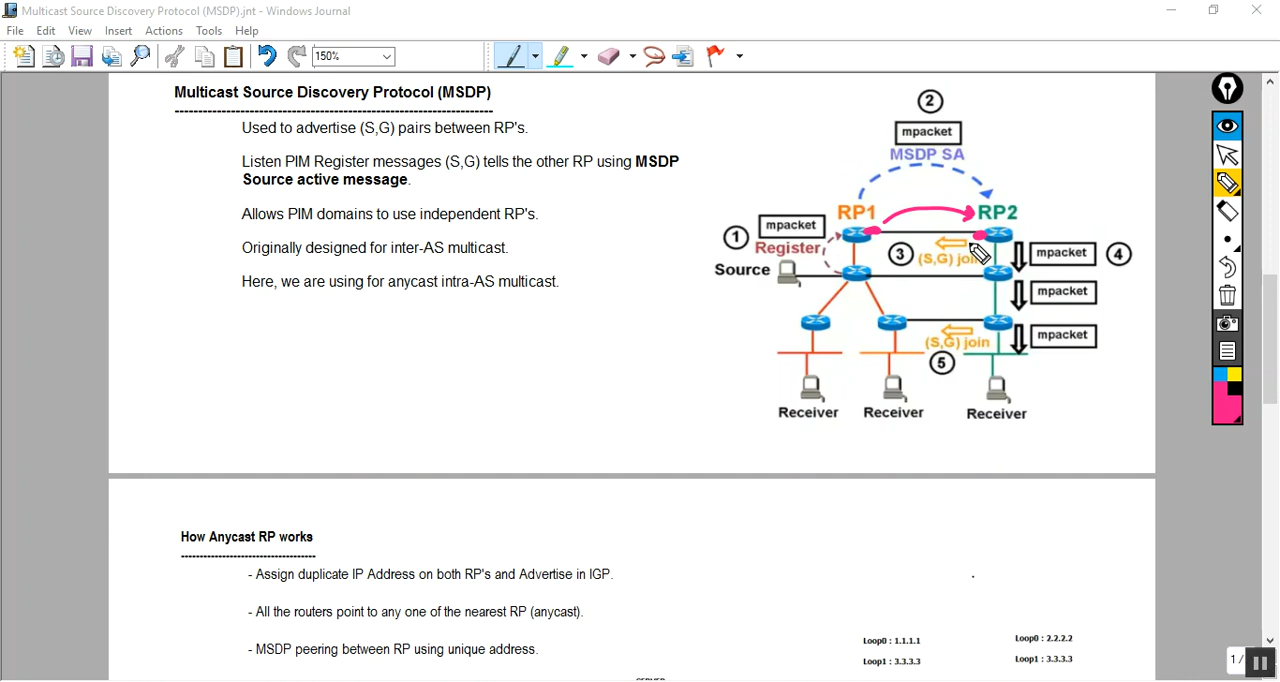 Multicast Source Discovery Protocol (MSDP).jnt - Windows Journal
File Edit View Insert Actions Tools Help
150%
Multicast Source Discovery Protocol (MSDP)
Used to advertise (S,G) pairs between RP's.
Listen PIM Register messages (S,G) tells the other RP using MSDP
Source active message.
Allows PIM domains to use independent RP's.
Originally designed for inter-AS multicast.
Here, we are using for anycast intra-AS multicast.
2
mpacket
MSDP SA
RP1 RP2
1 mpacket
Register
Source
3 (S,G) join
mpacket 4
mpacket
mpacket
(S,G) join
5
Receiver Receiver Receiver
How Anycast RP works
- Assign duplicate IP Address on both RP's and Advertise in IGP.
- All the routers point to any one of the nearest RP (anycast).
- MSDP peering between RP using unique address.
Loop0 : 1.1.1.1 Loop0 : 2.2.2.2
Loop1 : 3.3.3.3 Loop1 : 3.3.3.3
1 /